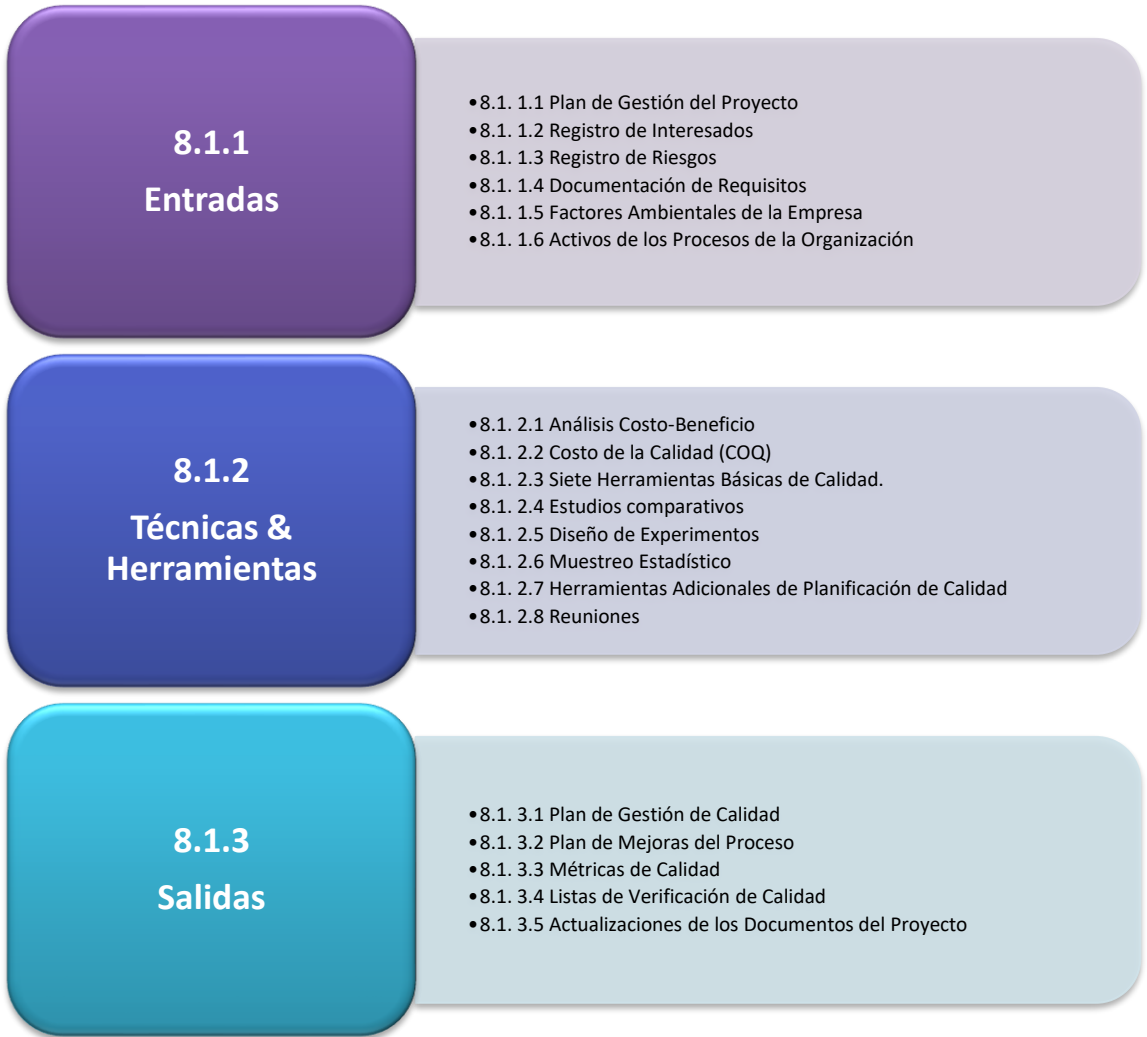 8.1.1
Entradas
•8.1. 1.1 Plan de Gestión del Proyecto
•8.1. 1.2 Registro de Interesados
•8.1. 1.3 Registro de Riesgos
•8.1. 1.4 Documentación de Requisitos
•8.1. 1.5 Factores Ambientales de la Empresa
•8.1. 1.6 Activos de los Procesos de la Organización
8.1.2
Técnicas &
Herramientas
•8.1. 2.1 Análisis Costo-Beneficio
•8.1. 2.2 Costo de la Calidad (COQ)
•8.1. 2.3 Siete Herramientas Básicas de Calidad.
•8.1. 2.4 Estudios comparativos
•8.1. 2.5 Diseño de Experimentos
•8.1. 2.6 Muestreo Estadístico
•8.1. 2.7 Herramientas Adicionales de Planificación de Calidad
•8.1. 2.8 Reuniones
8.1.3
Salidas
•8.1. 3.1 Plan de Gestión de Calidad
•8.1. 3.2 Plan de Mejoras del Proceso
•8.1. 3.3 Métricas de Calidad
•8.1. 3.4 Listas de Verificación de Calidad
•8.1. 3.5 Actualizaciones de los Documentos del Proyecto